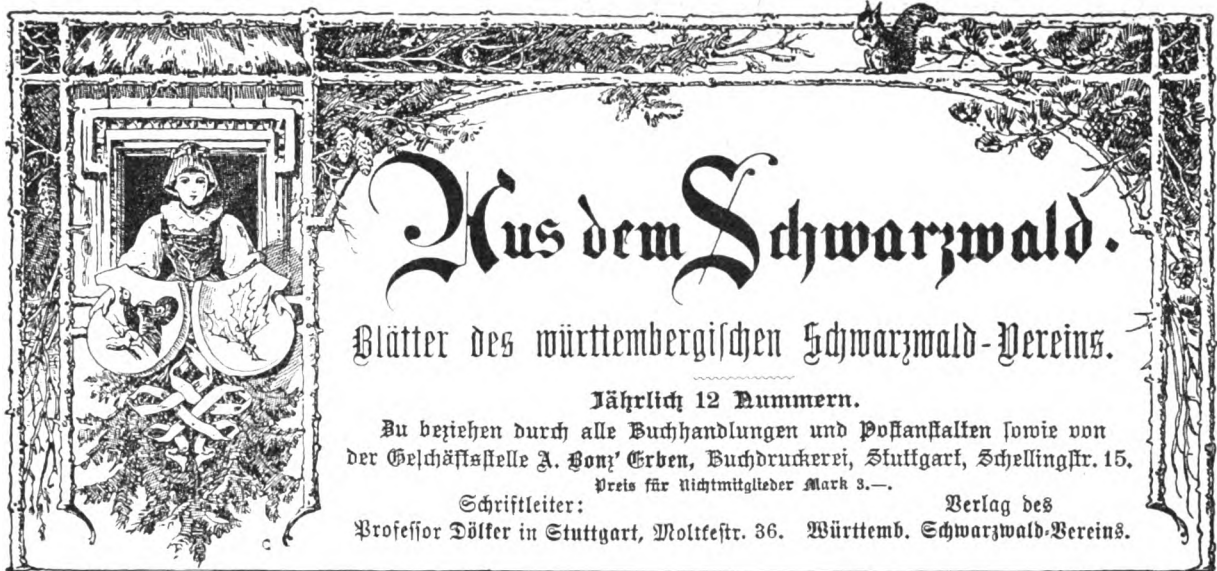 Aus dem Schwarzwald.
Blätter des württembergischen Schwarzwald-Vereins.
Jährlich 12 Nummern.
Zu beziehen durch alle Buchhandlungen und Postanstalten sowie von
der Geschäftsstelle A. Bonz' Erben, Buchdruckerei, Stuttgart, Schellingstr. 15.
Preis für Nichtmitglieder Mark 3.—.
Schriftleiter:
Professor Dölker in Stuttgart, Moltkestr. 36.
Verlag des
Württemb. Schwarzwald-Vereins.